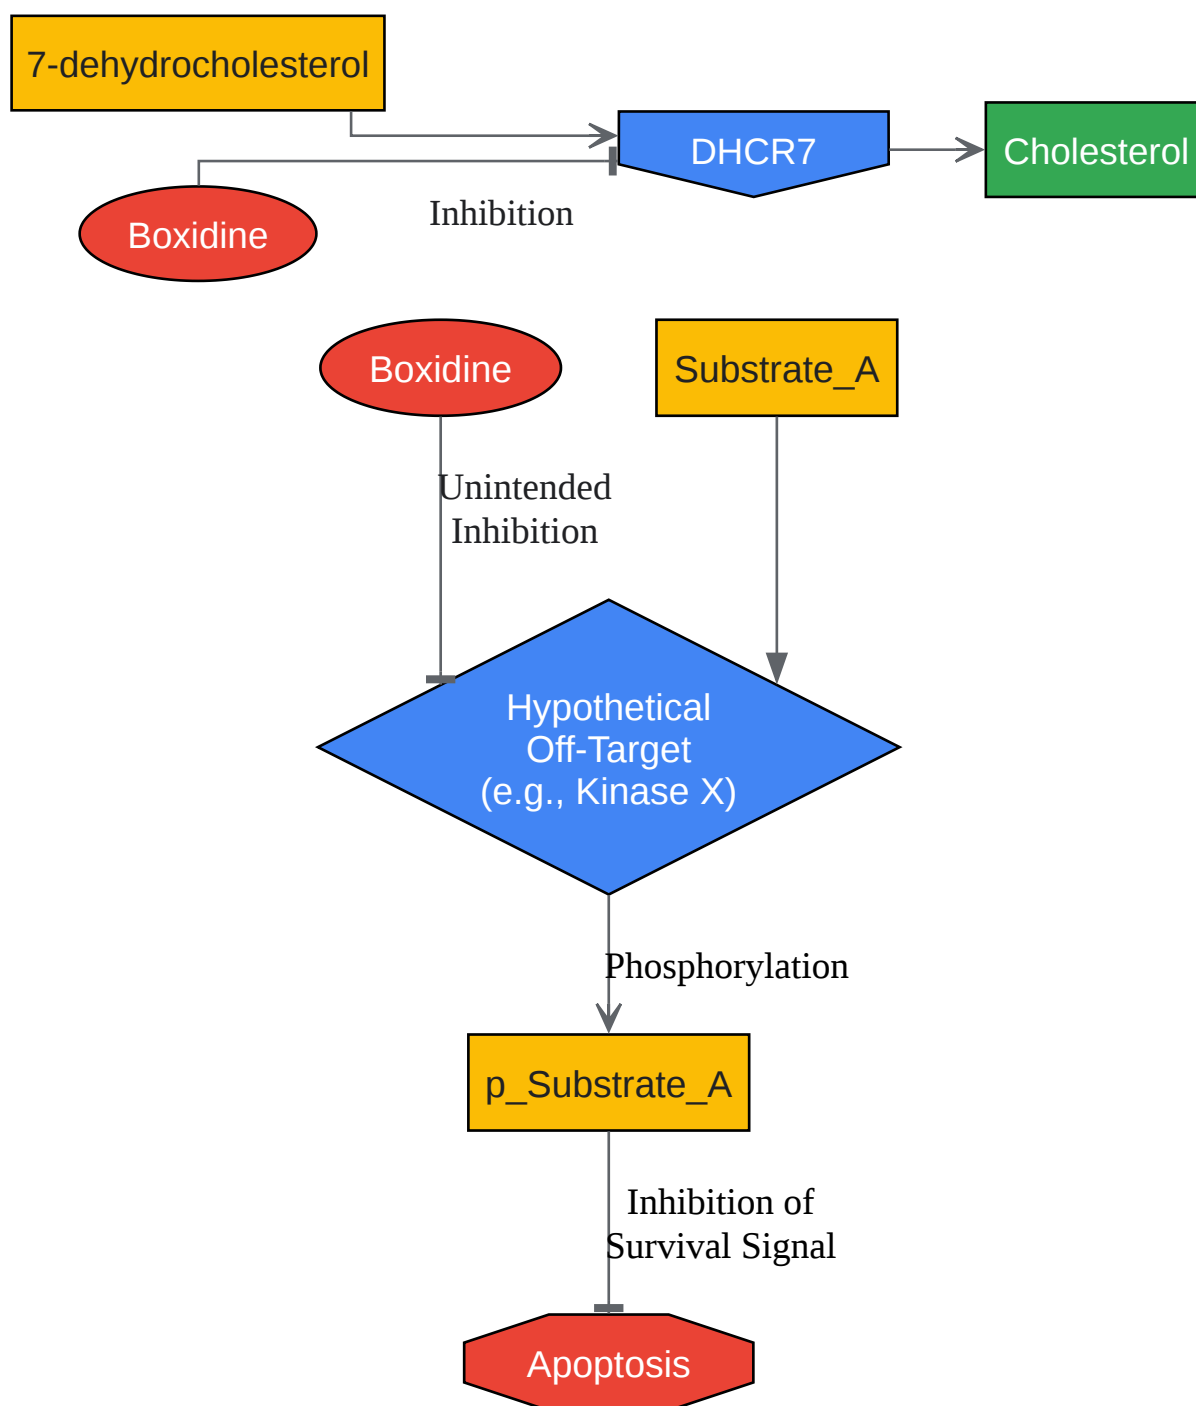 7-dehydrocholesterol
DHCR7
Cholesterol
Inhibition
Boxidine
Boxidine
Substrate_A
Unintended
Inhibition
Hypothetical
Off-Target
(e.g., Kinase X)
Phosphorylation
p_Substrate_A
Inhibition of
Survival Signal
Apoptosis